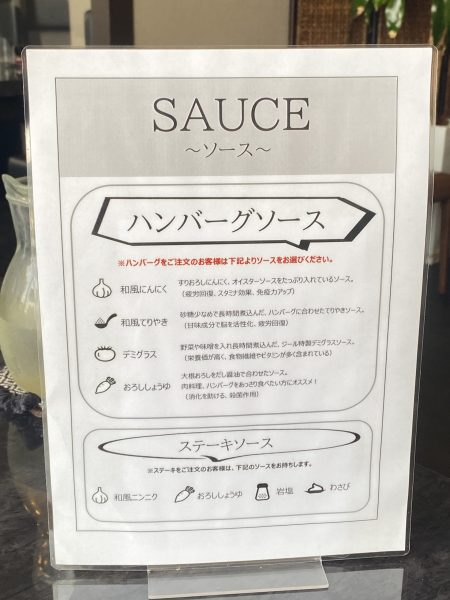 SAUCE
～ソース～
ハンバーグソース
※ハンバーグをご注文のお客様は下記よりソースをお選びください。
和風にんにく
すりおろしにんにく、オイスターソースをたっぷり入れているソース。
（疲労回復、スタミナ効果、免疫力アップ）
和風てりやき
砂糖少なめで長時間煮込んだ、ハンバーグに合わせたてりやきソース。
（甘味成分で脳を活性化、疲労回復）
デミグラス
野菜や味噌を入れ長時間煮込んだ、ジール特製デミグラスソース。
（栄養価が高く、食物繊維やビタミンが多く含まれている）
おろししょうゆ
大根おろしをだし醤油で合わせたソース。
肉料理、ハンバーグをあっさり食べたい方にオススメ！
（消化を助ける、殺菌作用）
ステーキソース
※ステーキをご注文のお客様は、下記のソースをお持ちします。
和風ニンニク
おろししょうゆ
岩塩
わさび